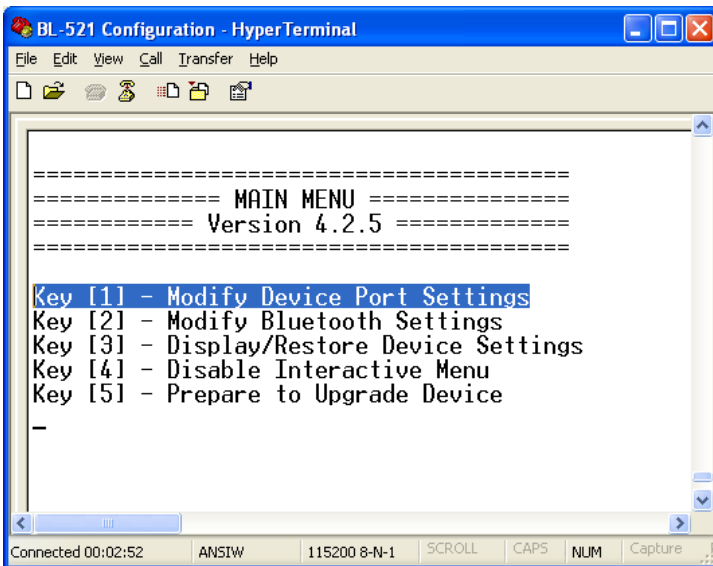 BL-521 Configuration - HyperTerminal
File Edit View Call Transfer Help
========================================
============== MAIN MENU ===============
============ Version 4.2.5 =============
========================================
Key [1] - Modify Device Port Settings
Key [2] - Modify Bluetooth Settings
Key [3] - Display/Restore Device Settings
Key [4] - Disable Interactive Menu
Key [5] - Prepare to Upgrade Device
_
Connected 00:02:52 ANSIW 115200 8-N-1 SCROLL CAPS NUM Capture